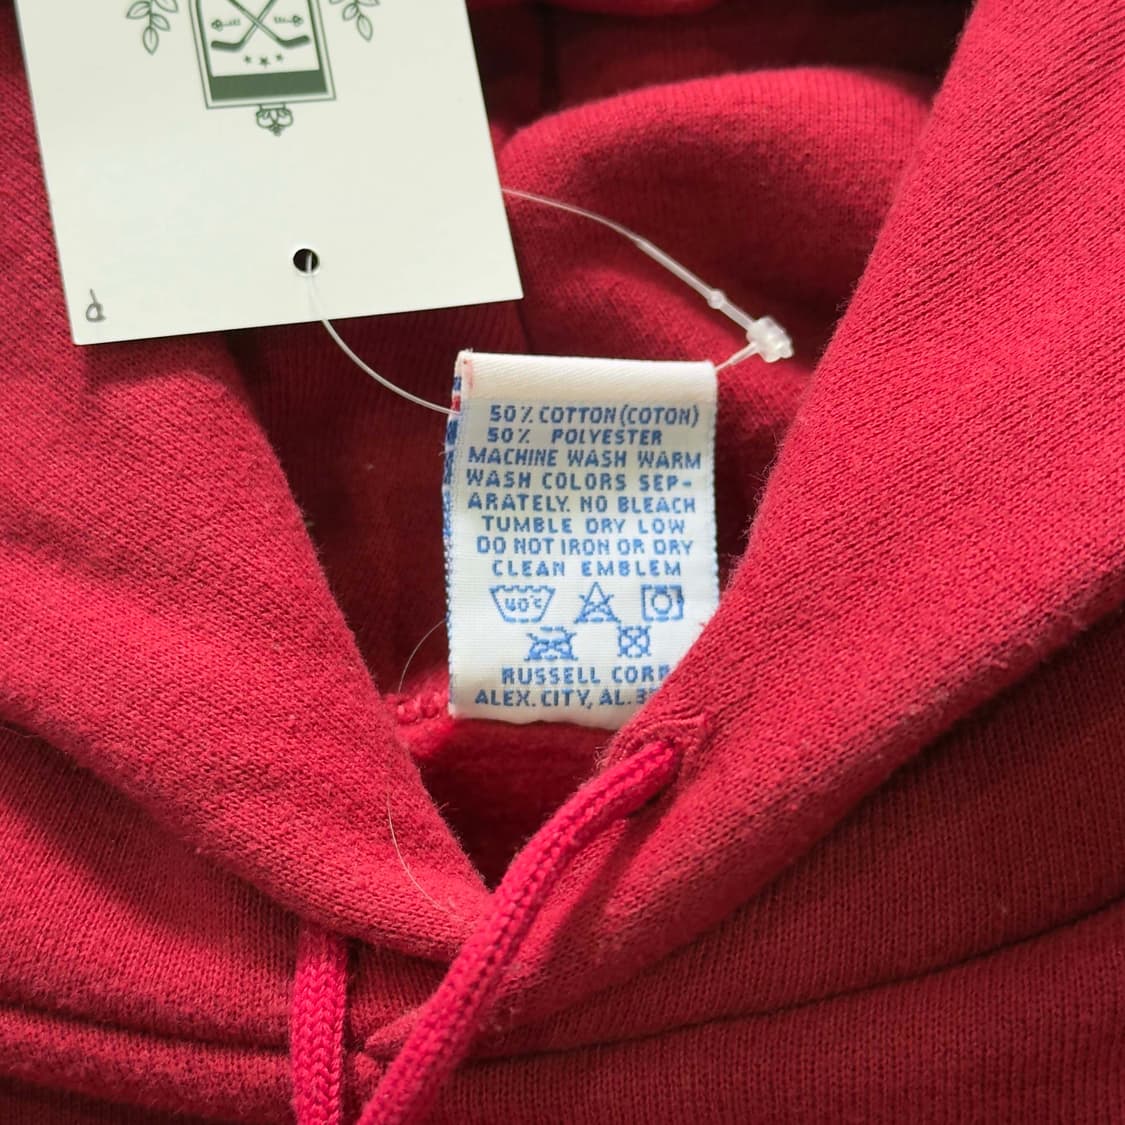 d
50% COTTON (COTON)
50% POLYESTER
MACHINE WASH WARM
WASH COLORS SEP-
ARATELY. NO BLEACH
TUMBLE DRY LOW
DO NOT IRON OR DRY
CLEAN EMBLEM
40°C
RUSSELL CORP
ALEX. CITY, AL.